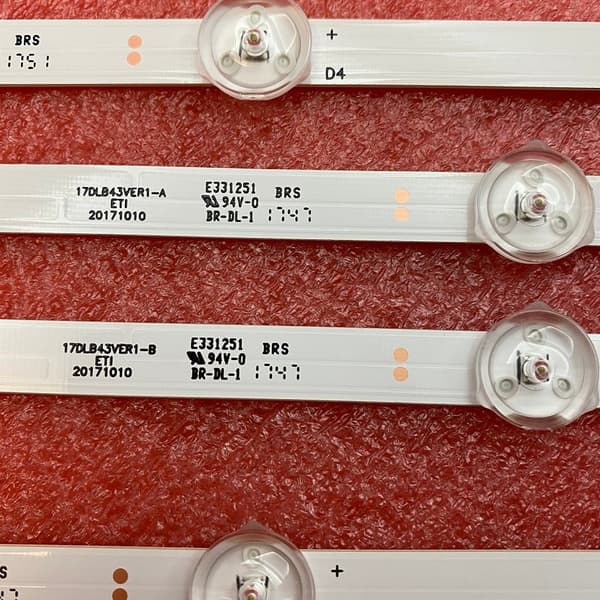 BRS
1751
+
D4
17DLB43VER1-A
ETI
20171010
E331251 BRS
94V-0
BR-DL-1 1747
17DLB43VER1-B
ETI
20171010
E331251 BRS
94V-0
BR-DL-1 1747
+